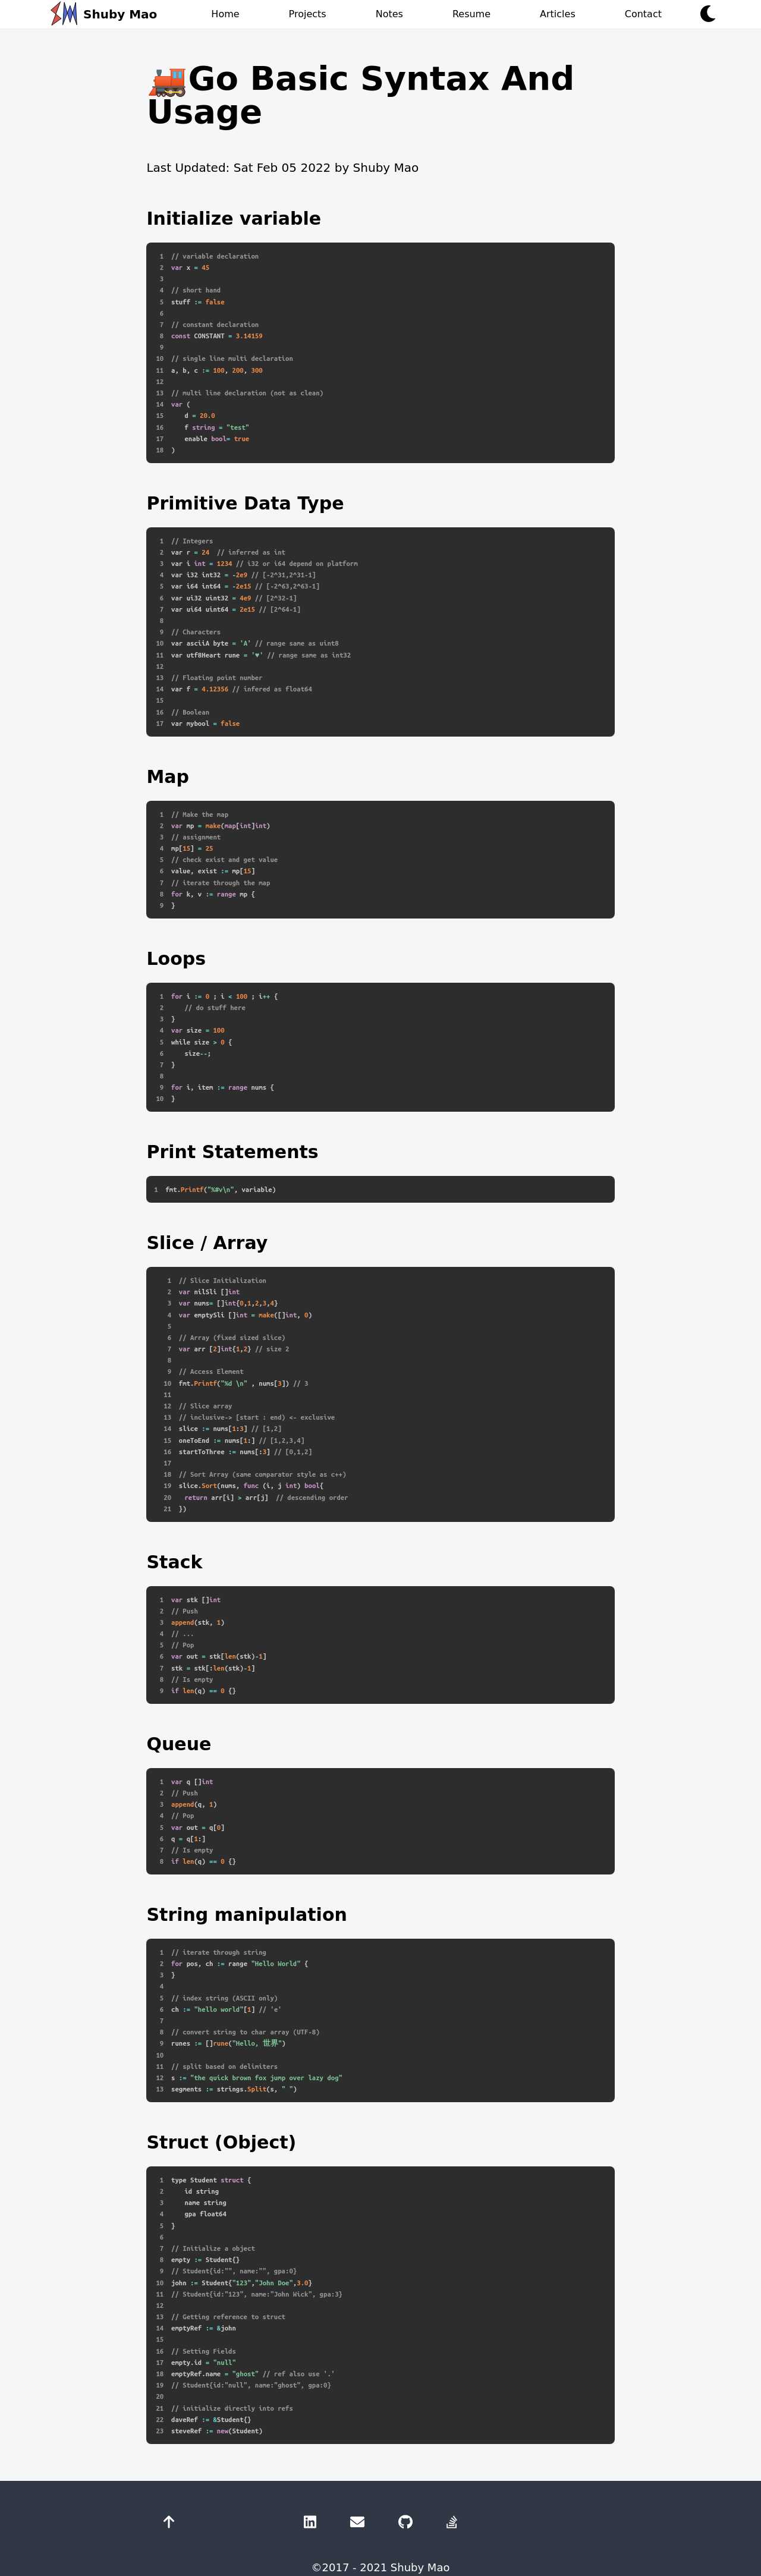 Shuby Mao Home Projects Notes Resume Articles Contact
🚂Go Basic Syntax And
Usage
Last Updated: Sat Feb 05 2022 by Shuby Mao
Initialize variable
1 // variable declaration
2 var x = 45
3
4 // short hand
5 stuff := false
6
7 // constant declaration
8 const CONSTANT = 3.14159
9
10 // single line multi declaration
11 a, b, c := 100, 200, 300
12
13 // multi line declaration (not as clean)
14 var (
15 d = 20.0
16 f string = "test"
17 enable bool= true
18 )
Primitive Data Type
1 // Integers
2 var r = 24 // inferred as int
3 var i int = 1234 // i32 or i64 depend on platform
4 var i32 int32 = -2e9 // [-2^31,2^31-1]
5 var i64 int64 = -2e15 // [-2^63,2^63-1]
6 var ui32 uint32 = 4e9 // [2^32-1]
7 var ui64 uint64 = 2e15 // [2^64-1]
8
9 // Characters
10 var asciiA byte = 'A' // range same as uint8
11 var utf8Heart rune = '♥' // range same as int32
12
13 // Floating point number
14 var f = 4.12356 // infered as float64
15
16 // Boolean
17 var mybool = false
Map
1 // Make the map
2 var mp = make(map[int]int)
3 // assignment
4 mp[15] = 25
5 // check exist and get value
6 value, exist := mp[15]
7 // iterate through the map
8 for k, v := range mp {
9 }
Loops
1 for i := 0 ; i < 100 ; i++ {
2 // do stuff here
3 }
4 var size = 100
5 while size > 0 {
6 size--;
7 }
8
9 for i, item := range nums {
10 }
Print Statements
1 fmt.Printf("%#v\n", variable)
Slice / Array
1 // Slice Initialization
2 var nilSli []int
3 var nums= []int{0,1,2,3,4}
4 var emptySli []int = make([]int, 0)
5
6 // Array (fixed sized slice)
7 var arr [2]int{1,2} // size 2
8
9 // Access Element
10 fmt.Printf("%d \n" , nums[3]) // 3
11
12 // Slice array
13 // inclusive-> [start : end) <- exclusive
14 slice := nums[1:3] // [1,2]
15 oneToEnd := nums[1:] // [1,2,3,4]
16 startToThree := nums[:3] // [0,1,2]
17
18 // Sort Array (same comparator style as c++)
19 slice.Sort(nums, func (i, j int) bool{
20 return arr[i] > arr[j] // descending order
21 })
Stack
1 var stk []int
2 // Push
3 append(stk, 1)
4 // ...
5 // Pop
6 var out = stk[len(stk)-1]
7 stk = stk[:len(stk)-1]
8 // Is empty
9 if len(q) == 0 {}
Queue
1 var q []int
2 // Push
3 append(q, 1)
4 // Pop
5 var out = q[0]
6 q = q[1:]
7 // Is empty
8 if len(q) == 0 {}
String manipulation
1 // iterate through string
2 for pos, ch := range "Hello World" {
3 }
4
5 // index string (ASCII only)
6 ch := "hello world"[1] // 'e'
7
8 // convert string to char array (UTF-8)
9 runes := []rune("Hello, 世界")
10
11 // split based on delimiters
12 s := "the quick brown fox jump over lazy dog"
13 segments := strings.Split(s, " ")
Struct (Object)
1 type Student struct {
2 id string
3 name string
4 gpa float64
5 }
6
7 // Initialize a object
8 empty := Student{}
9 // Student{id:"", name:"", gpa:0}
10 john := Student{"123","John Doe",3.0}
11 // Student{id:"123", name:"John Wick", gpa:3}
12
13 // Getting reference to struct
14 emptyRef := &john
15
16 // Setting Fields
17 empty.id = "null"
18 emptyRef.name = "ghost" // ref also use '.'
19 // Student{id:"null", name:"ghost", gpa:0}
20
21 // initialize directly into refs
22 daveRef := &Student{}
23 steveRef := new(Student)
©2017 - 2021 Shuby Mao